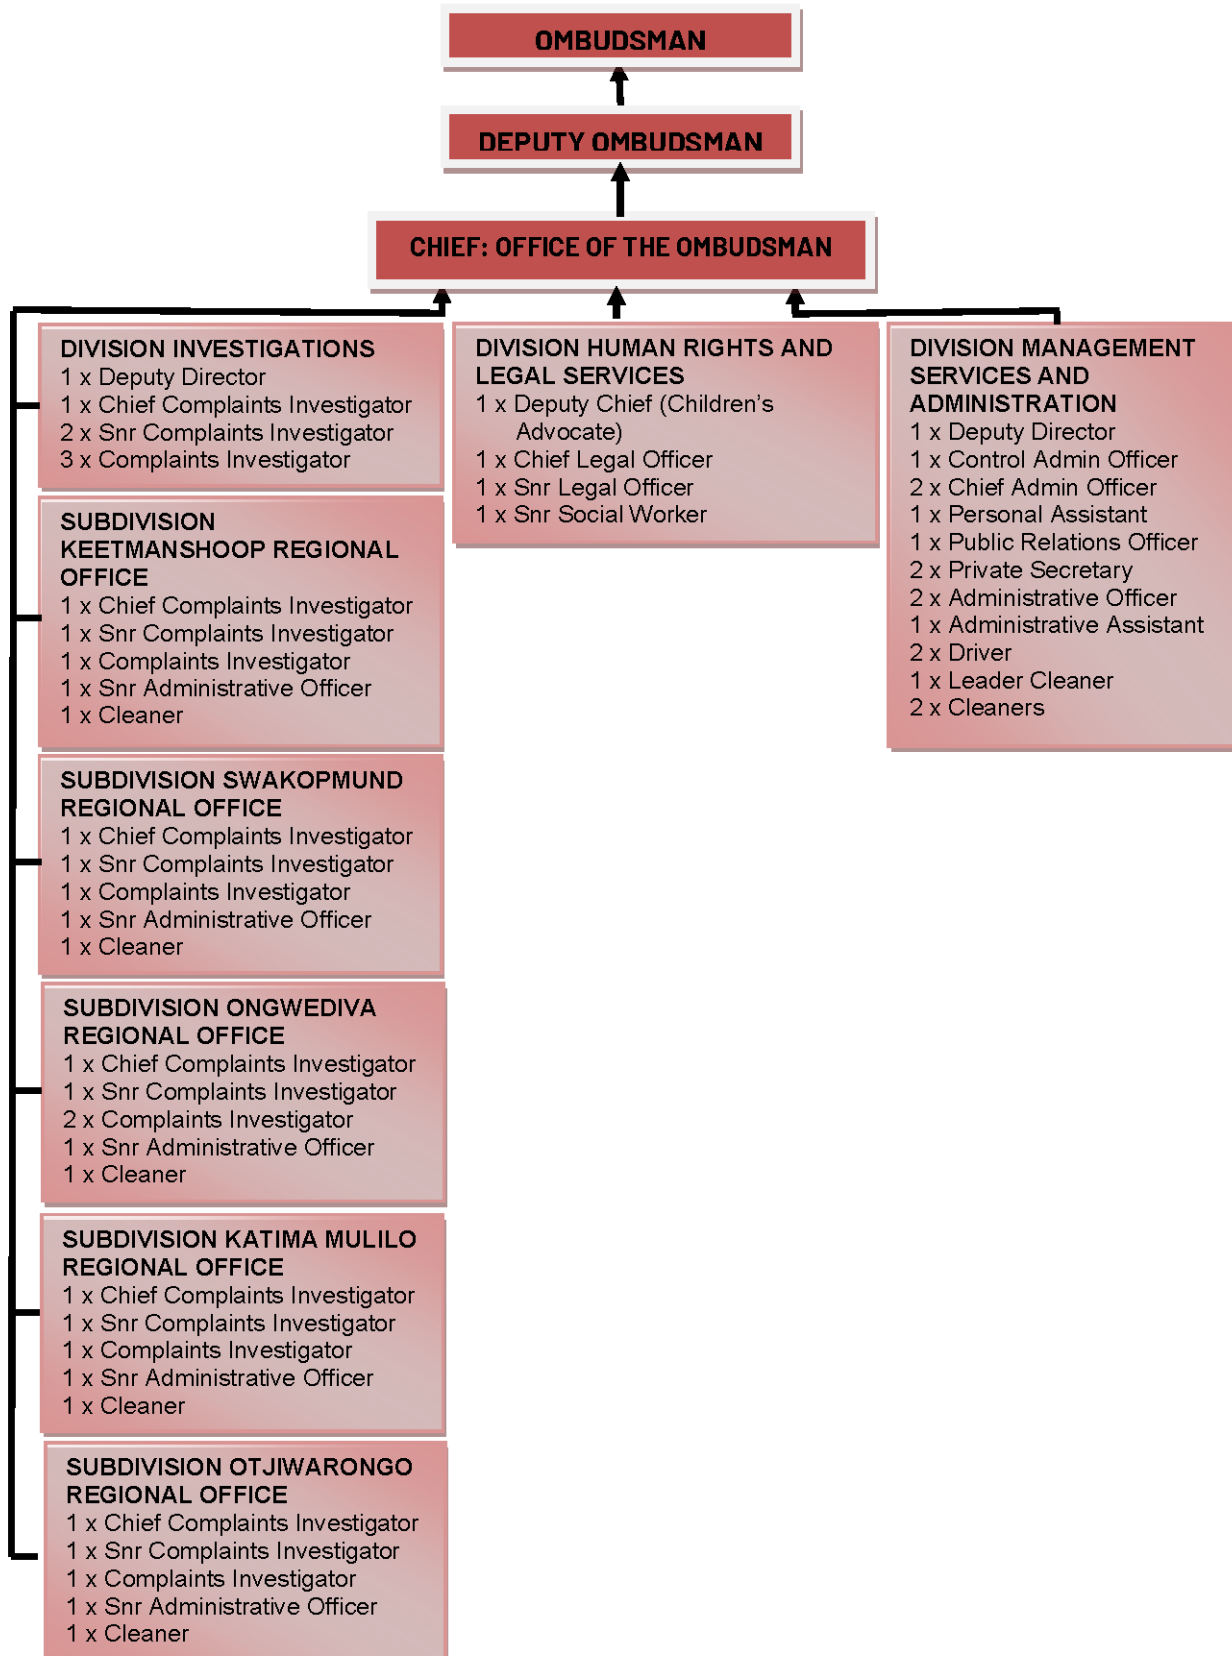 OMBUDSMAN
DEPUTY OMBUDSMAN
CHIEF: OFFICE OF THE OMBUDSMAN
DIVISION INVESTIGATIONS
1 x Deputy Director
1 x Chief Complaints Investigator
2 x Snr Complaints Investigator
3 x Complaints Investigator
SUBDIVISION
KEETMANSHOOP REGIONAL
OFFICE
1 x Chief Complaints Investigator
1 x Snr Complaints Investigator
1 x Complaints Investigator
1 x Snr Administrative Officer
1 x Cleaner
SUBDIVISION SWAKOPMUND
REGIONAL OFFICE
1 x Chief Complaints Investigator
1 x Snr Complaints Investigator
1 x Complaints Investigator
1 x Snr Administrative Officer
1 x Cleaner
SUBDIVISION ONGWEDIVA
REGIONAL OFFICE
1 x Chief Complaints Investigator
1 x Snr Complaints Investigator
2 x Complaints Investigator
1 x Snr Administrative Officer
1 x Cleaner
SUBDIVISION KATIMA MULILO
REGIONAL OFFICE
1 x Chief Complaints Investigator
1 x Snr Complaints Investigator
1 x Complaints Investigator
1 x Snr Administrative Officer
1 x Cleaner
SUBDIVISION OTJIWARONGO
REGIONAL OFFICE
1 x Chief Complaints Investigator
1 x Snr Complaints Investigator
1 x Complaints Investigator
1 x Snr Administrative Officer
1 x Cleaner
DIVISION HUMAN RIGHTS AND
LEGAL SERVICES
1 x Deputy Chief (Children's
Advocate)
1 x Chief Legal Officer
1 x Snr Legal Officer
1 x Snr Social Worker
DIVISION MANAGEMENT
SERVICES AND
ADMINISTRATION
1 x Deputy Director
1 x Control Admin Officer
2 x Chief Admin Officer
1 x Personal Assistant
1 x Public Relations Officer
2 x Private Secretary
2 x Administrative Officer
1 x Administrative Assistant
2 x Driver
1 x Leader Cleaner
2 x Cleaners